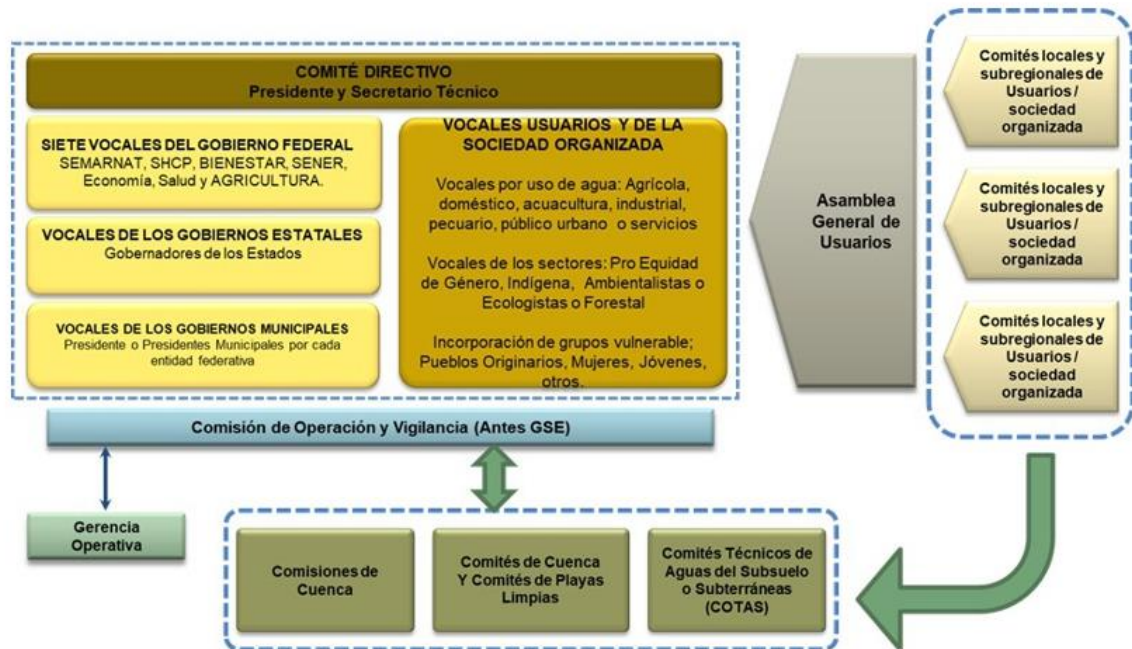 COMITÉ DIRECTIVO
Presidente y Secretario Técnico
SIETE VOCALES DEL GOBIERNO FEDERAL
SEMARNAT, SHCP, BIENESTAR, SENER,
Economía, Salud y AGRICULTURA.
VOCALES DE LOS GOBIERNOS ESTATALES
Gobernadores de los Estados
VOCALES DE LOS GOBIERNOS MUNICIPALES
Presidente o Presidentes Municipales por cada
entidad federativa
VOCALES USUARIOS Y DE LA
SOCIEDAD ORGANIZADA
Vocales por uso de agua: Agrícola,
doméstico, acuacultura, industrial,
pecuario, público urbano o servicios
Vocales de los sectores: Pro Equidad
de Género, Indígena, Ambientalistas o
Ecologistas o Forestal
Incorporación de grupos vulnerable;
Pueblos Originarios, Mujeres, Jóvenes,
otros.
Asamblea
General de
Usuarios
Comités locales y
subregionales de
Usuarios /
sociedad
organizada
Comités locales y
subregionales de
Usuarios /
sociedad
organizada
Comités locales y
subregionales de
Usuarios /
sociedad
organizada
Comisión de Operación y Vigilancia (Antes GSE)
Gerencia
Operativa
Comisiones de
Cuenca
Comités de Cuenca
Y Comités de Playas
Limpias
Comités Técnicos de
Aguas del Subsuelo
o Subterráneas
(COTAS)